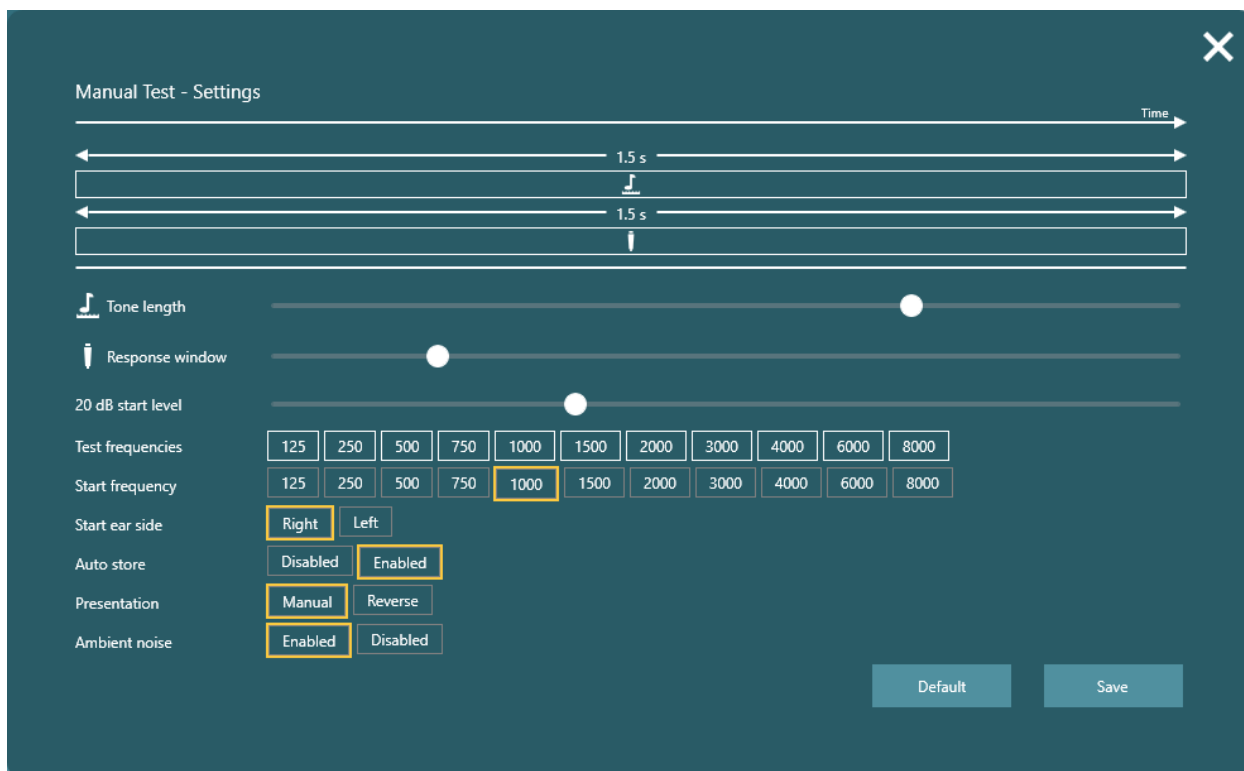 Manual Test - Settings
Time
1.5 s
1.5 s
Tone length
Response window
20 dB start level
Test frequencies 125 250 500 750 1000 1500 2000 3000 4000 6000 8000
Start frequency 125 250 500 750 1000 1500 2000 3000 4000 6000 8000
Start ear side Right Left
Auto store Disabled Enabled
Presentation Manual Reverse
Ambient noise Enabled Disabled
Default Save